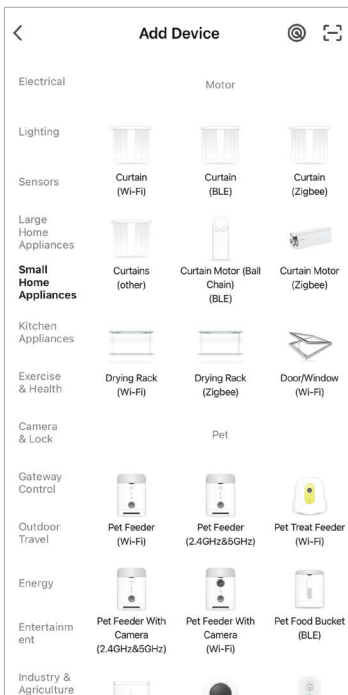 Add Device
Electrical
Lighting
Sensors
Large
Home
Appliances
Small
Home
Appliances
Kitchen
Appliances
Exercise
& Health
Camera
& Lock
Gateway
Control
Outdoor
Travel
Energy
Entertainm
ent
Industry &
Agriculture
Motor
Curtain
(Wi-Fi)
Curtain
(BLE)
Curtain
(Zigbee)
Curtains
(other)
Curtain Motor (Ball
Chain)
(BLE)
Curtain Motor
(Zigbee)
Drying Rack
(Wi-Fi)
Drying Rack
(Zigbee)
Door/Window
(Wi-Fi)
Pet
Pet Feeder
(Wi-Fi)
Pet Feeder
(2.4GHz&5GHz)
Pet Treat Feeder
(Wi-Fi)
Pet Feeder With
Camera
(2.4GHz&5GHz)
Pet Feeder With
Camera
(Wi-Fi)
Pet Food Bucket
(BLE)